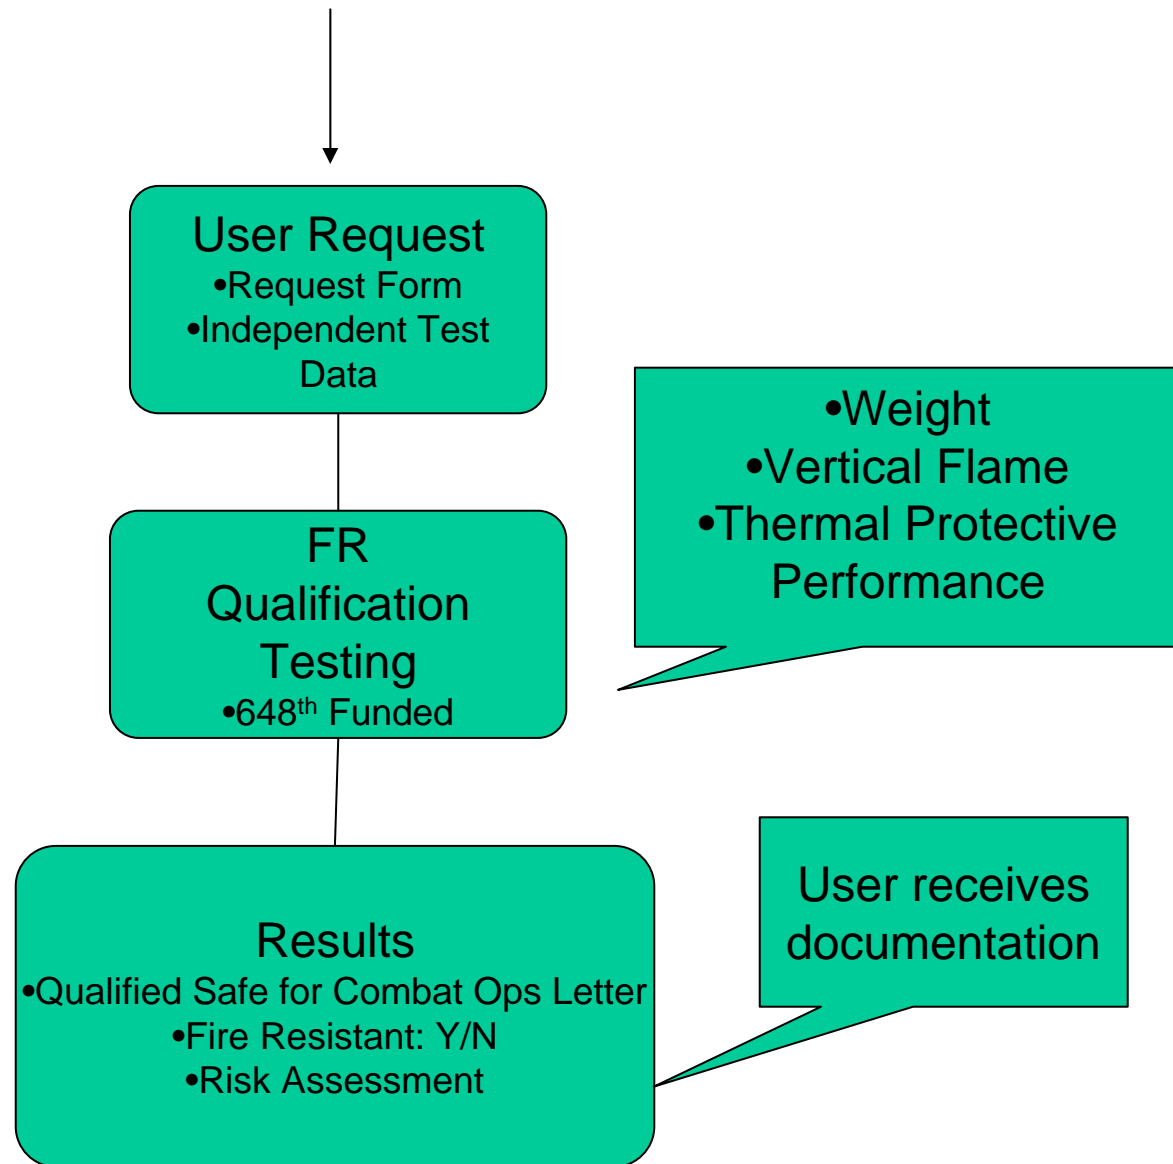 User Request
•Request Form
•Independent Test
Data
•Weight
•Vertical Flame
•Thermal Protective
Performance
FR
Qualification
Testing
•648th Funded
User receives
documentation
Results
•Qualified Safe for Combat Ops Letter
•Fire Resistant: Y/N
•Risk Assessment